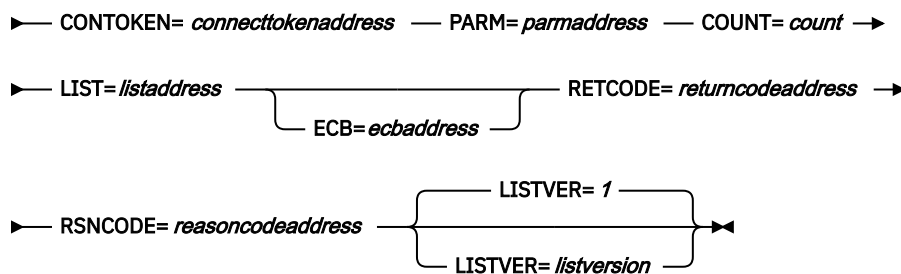 CONTOKEN= connecttokenaddress PARM= parmaddress COUNT= count
LIST= listaddress RETCODE= returncodeaddress
ECB= ecbaddress
LISTVER= 1
RSNCODE= reasoncodeaddress
LISTVER= listversion